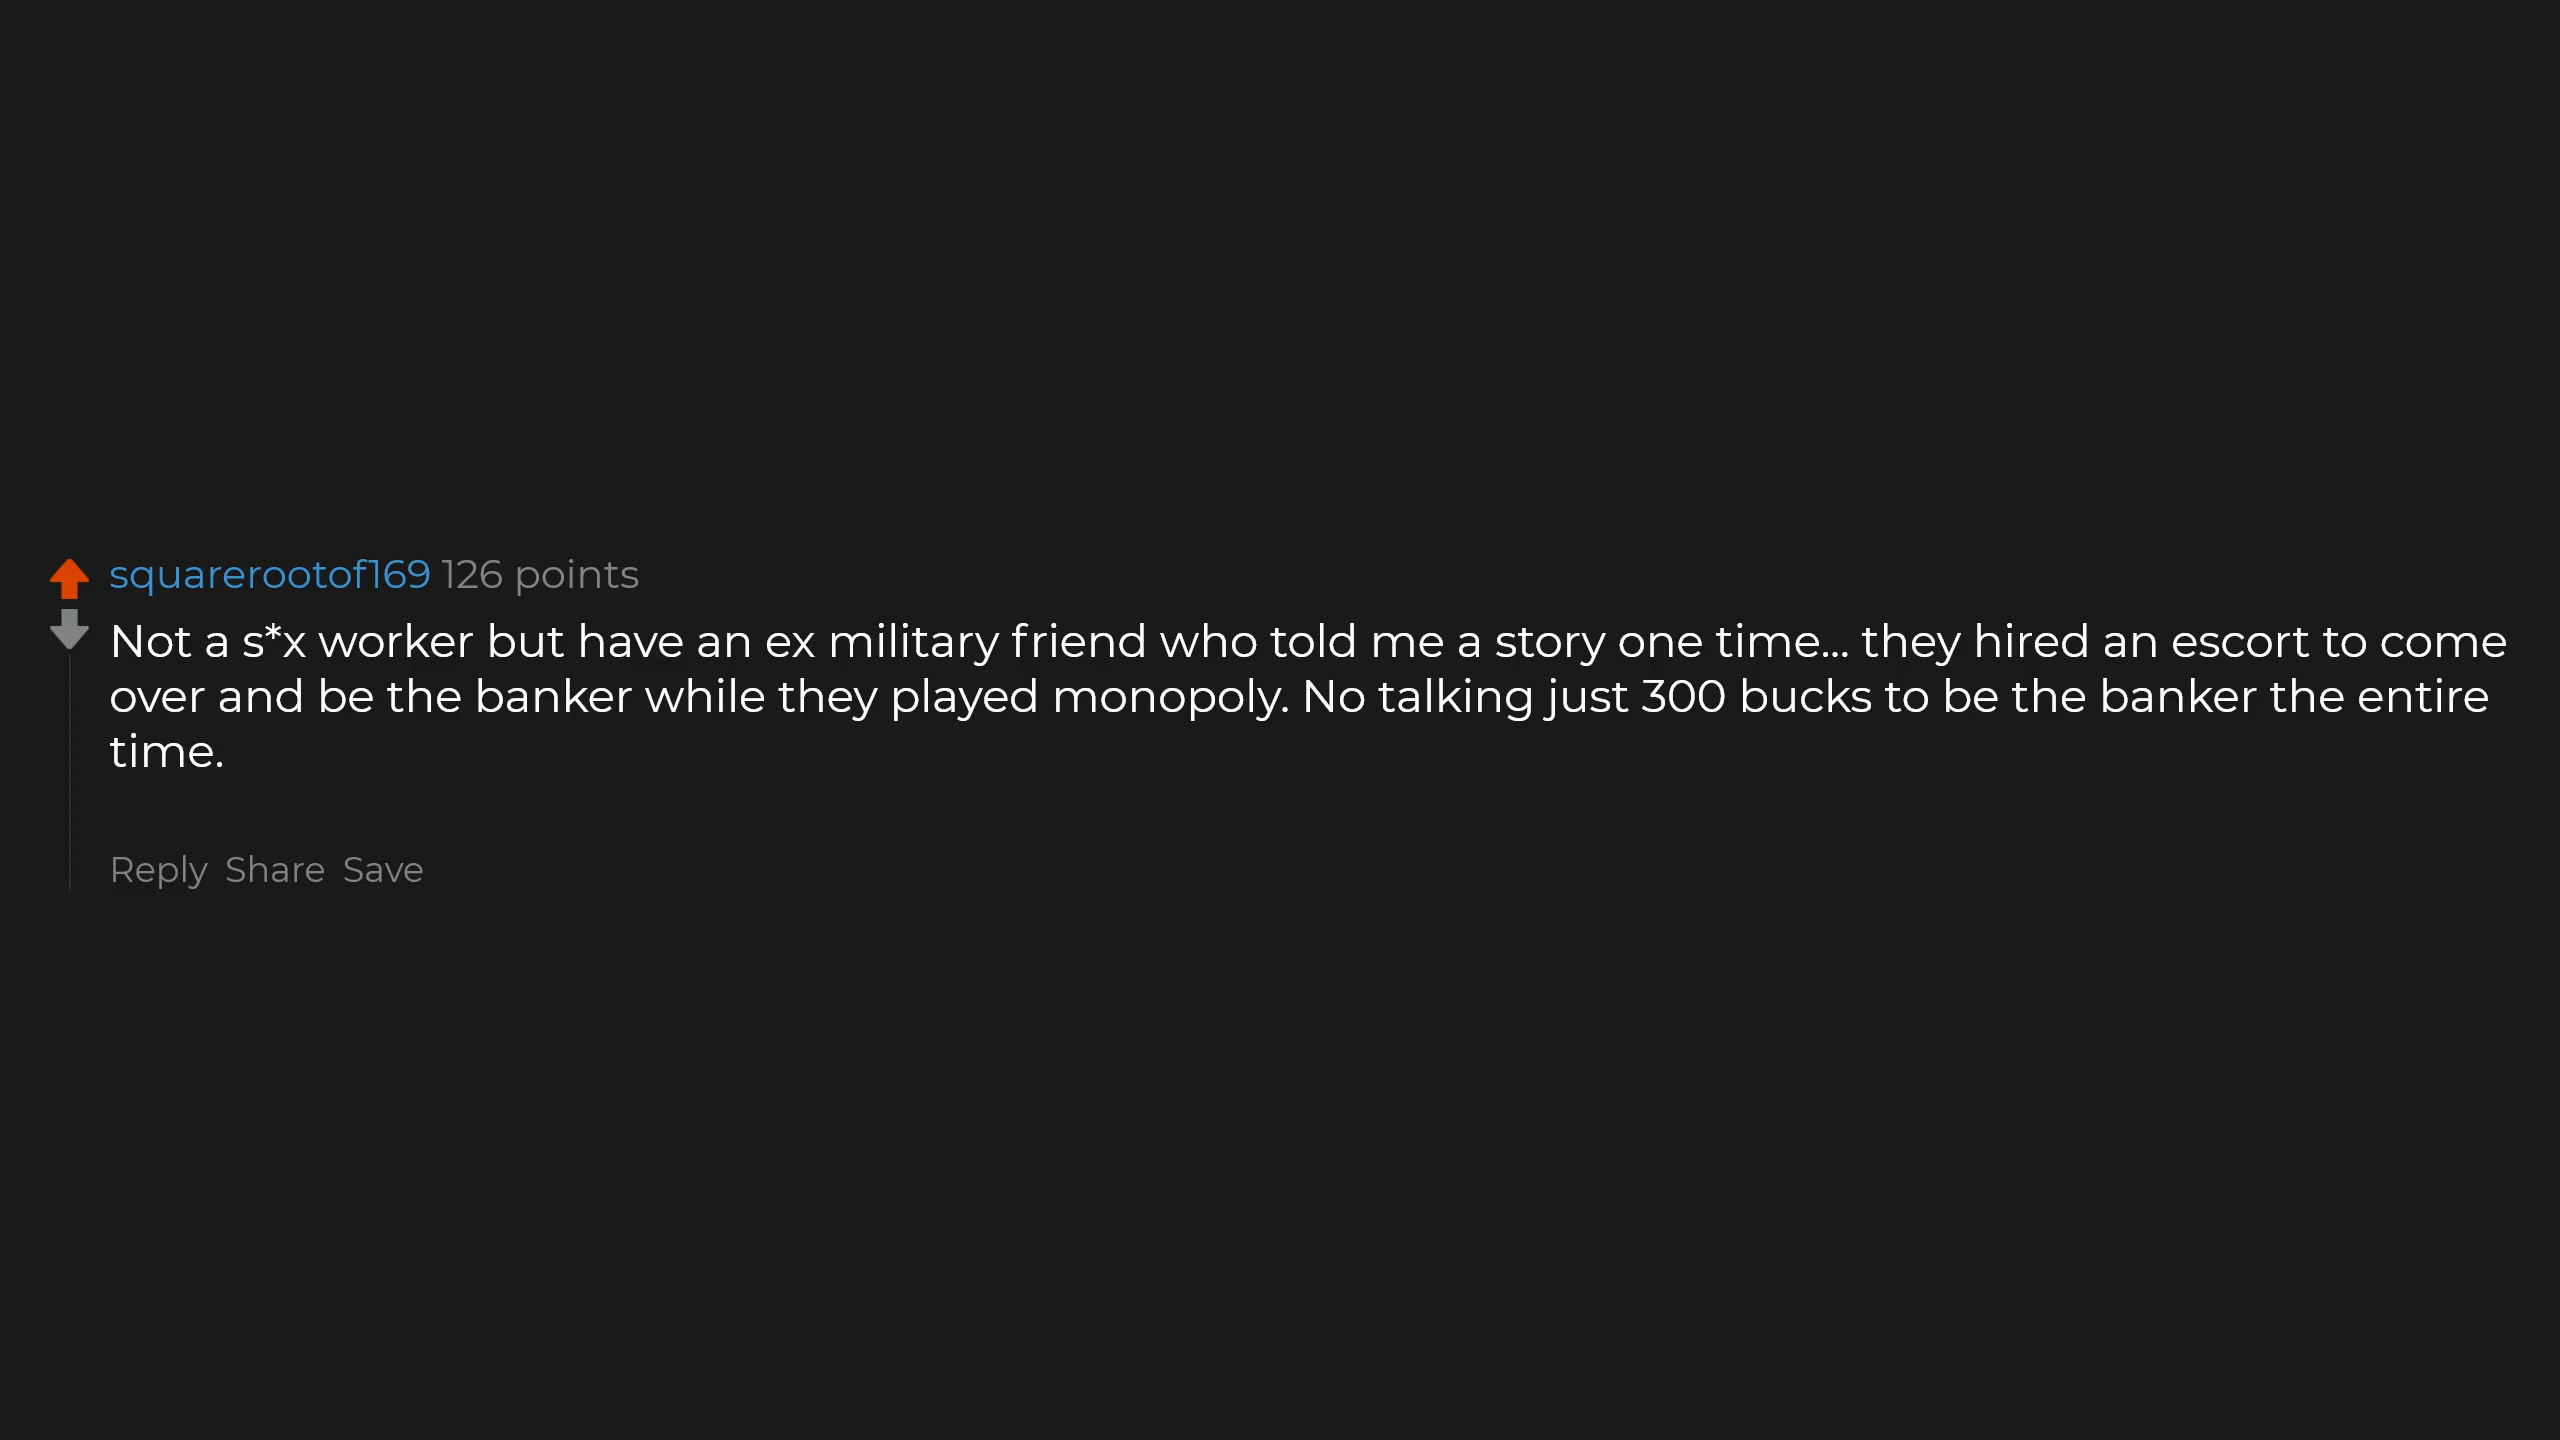 squarerootof169 126 points
Not a s*x worker but have an ex military friend who told me a story one time... they hired an escort to come
over and be the banker while they played monopoly. No talking just 300 bucks to be the banker the entire
time.
Reply Share Save